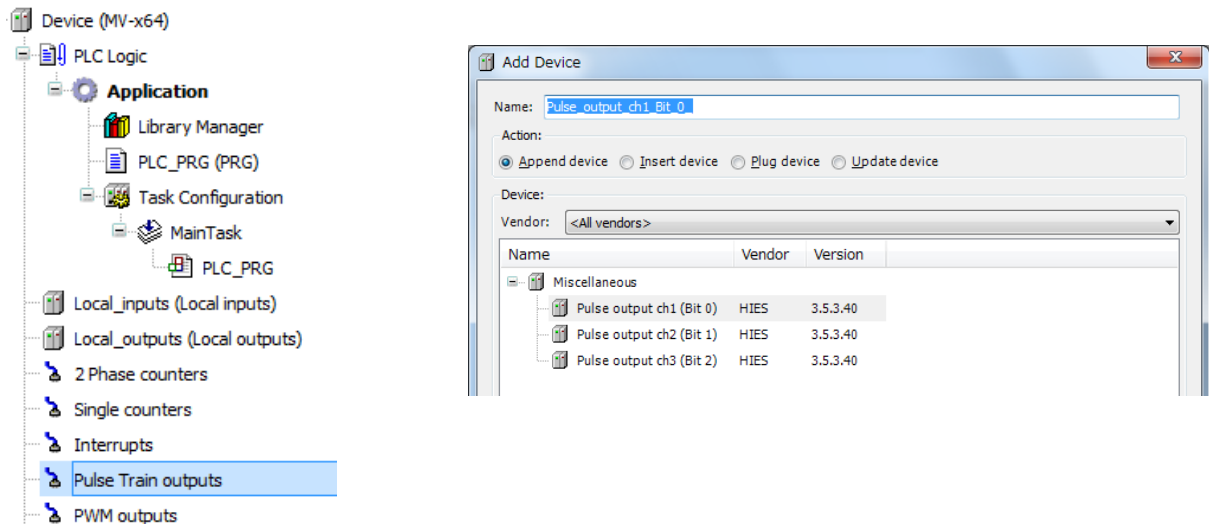 Device (MV-x64)
PLC Logic
Application
Library Manager
PLC_PRG (PRG)
Task Configuration
MainTask
PLC_PRG
Local_inputs (Local inputs)
Local_outputs (Local outputs)
2 Phase counters
Single counters
Interrupts
Pulse Train outputs
PWM outputs
Add Device
Name: Pulse_output_ch1_Bit_0_
Action:
Append device Insert device Plug device Update device
Device:
Vendor: <All vendors>
Name Vendor Version
Miscellaneous
Pulse output ch1 (Bit 0) HIES 3.5.3.40
Pulse output ch2 (Bit 1) HIES 3.5.3.40
Pulse output ch3 (Bit 2) HIES 3.5.3.40